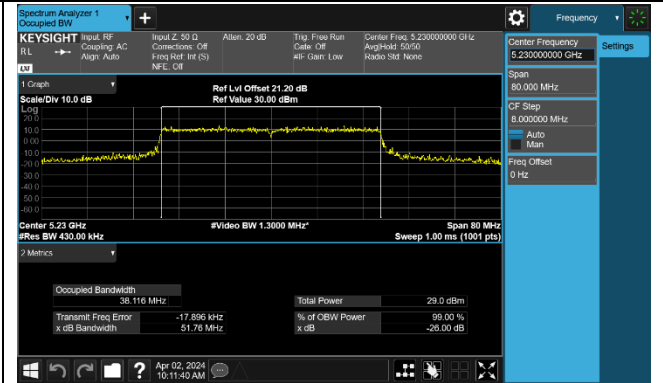 Spectrum Analyzer 1
Occupied BW
+
Frequency
KEYSIGHT
RL
LXI
Input: RF
Coupling: AC
Align: Auto
Input Z: 50 Ω
Corrections: Off
Freq Ref: Int (S)
NFE: Off
Atten: 20 dB
Trig: Free Run
Gate: Off
#IF Gain: Low
Center Freq: 5.230000000 GHz
Avg|Hold: 50/50
Radio Std: None
Center Frequency
5.230000000 GHz
Settings
Span
80.000 MHz
CF Step
8.000000 MHz
Auto
Man
Freq Offset
0 Hz
1 Graph
Scale/Div 10.0 dB
Ref Lvl Offset 21.20 dB
Ref Value 30.00 dBm
Log
20.0
10.0
0.00
-10.0
-20.0
-30.0
-40.0
-50.0
-60.0
Center 5.23 GHz
#Video BW 1.3000 MHz*
Span 80 MHz
#Res BW 430.00 kHz
Sweep 1.00 ms (1001 pts)
2 Metrics
Occupied Bandwidth
38.116 MHz
Total Power 29.0 dBm
Transmit Freq Error -17.896 kHz
% of OBW Power 99.00 %
x dB Bandwidth 51.76 MHz
x dB -26.00 dB
?
Apr 02, 2024
10:11:40 AM